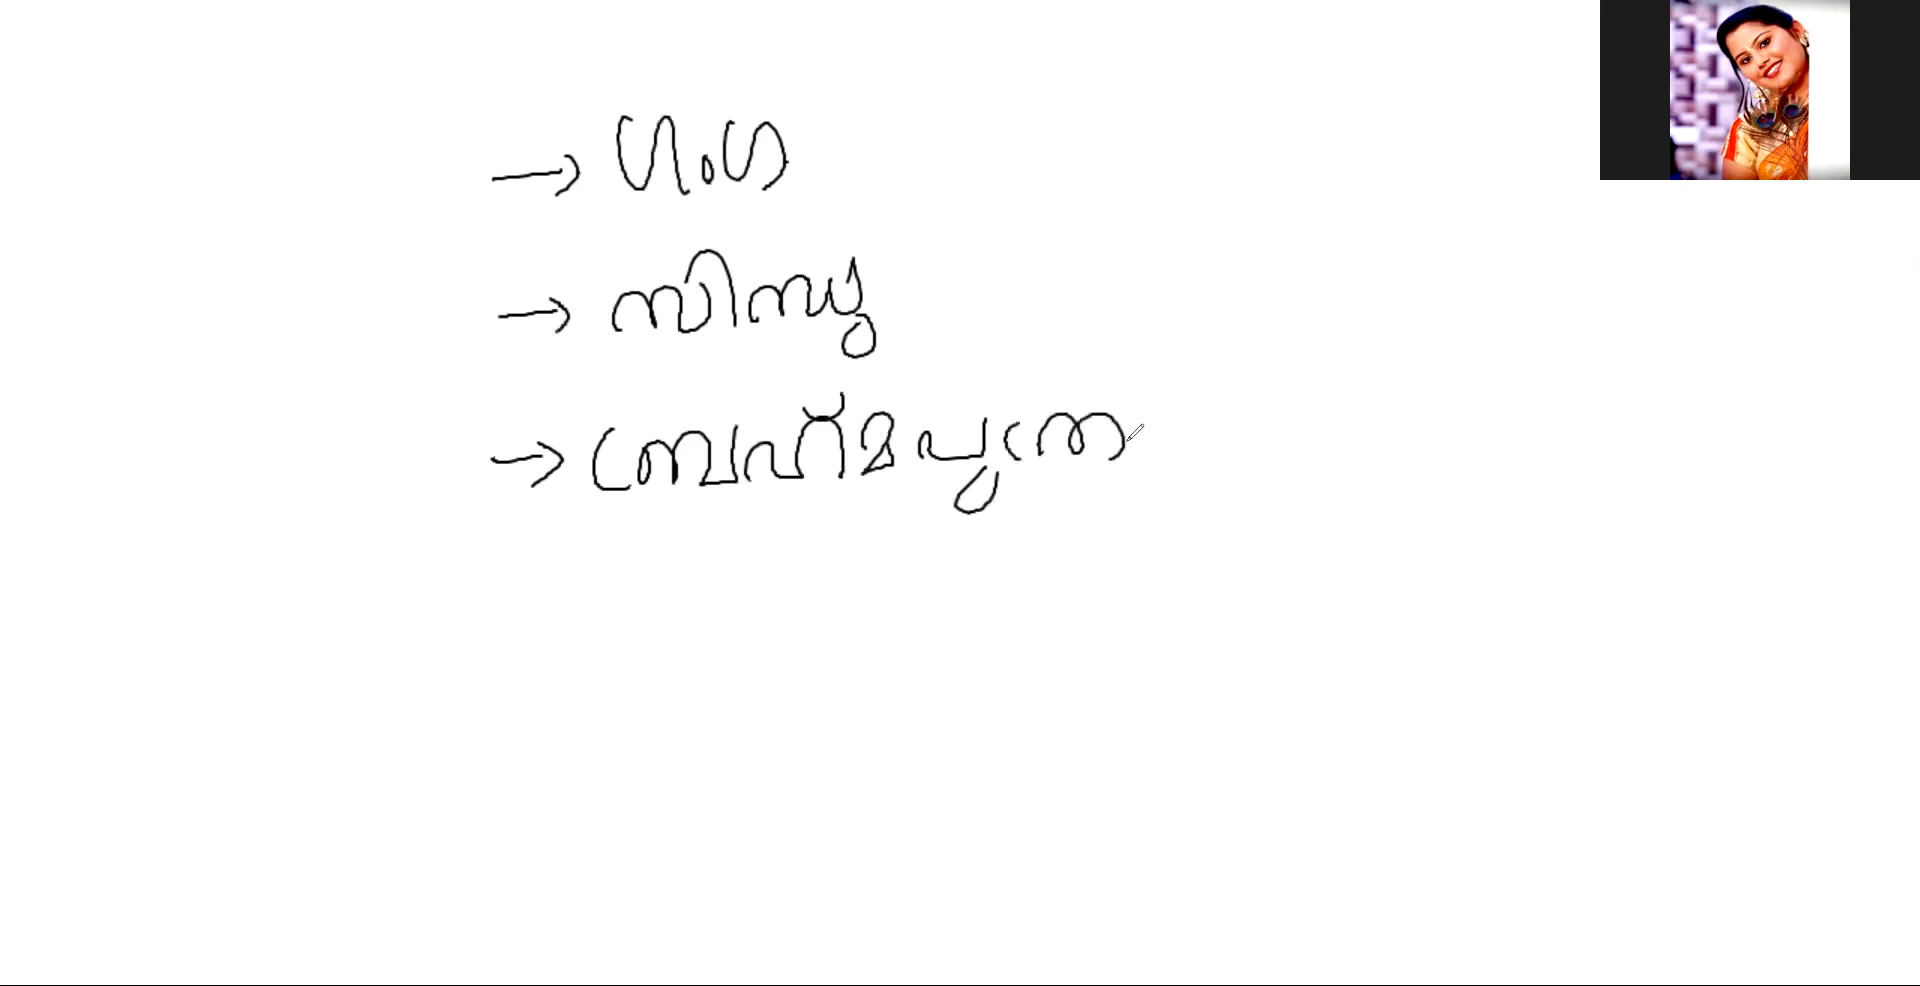 → ഗംഗ
→ സിന്ധു
→ ബ്രഹ്മപുത്ര